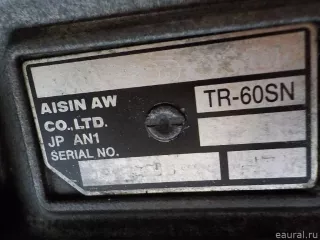 AISIN AW
CO.,LTD.
JP AN1
SERIAL NO.
TR-60SN
eaural.ru